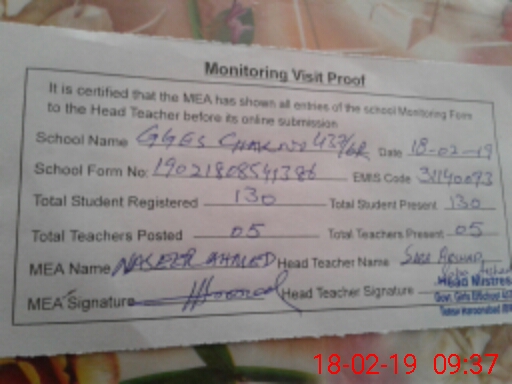 Monitoring Visit Proof
It is certified that the MEA has shown all entries of the school Monitoring Form
to the Head Teacher before its online submission
School Name GGES CHAK NO 437/6R Date 18-02-19
School Form No: 19021808541386 EMIS Code 31140073
Total Student Registered 130 Total Student Present 130
Total Teachers Posted 05 Total Teachers Present 05
MEA Name NASEER AHMED Head Teacher Name
MEA Signature Head Teacher Signature
Head Mistress
Govt. Girls
18-02-19 09:37